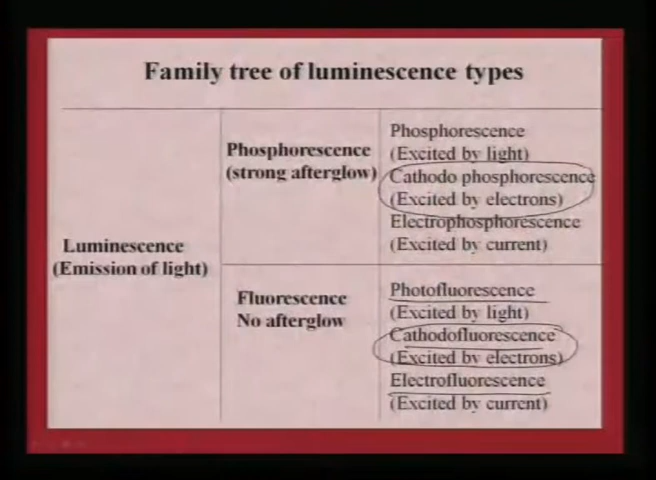 Family tree of luminescence types
Luminescence
(Emission of light)
Phosphorescence
(strong afterglow)
Phosphorescence
(Excited by light)
Cathodo phosphorescence
(Excited by electrons)
Electrophosphorescence
(Excited by current)
Fluorescence
No afterglow
Photofluorescence
(Excited by light)
Cathodofluorescence
(Excited by electrons)
Electrofluorescence
(Excited by current)